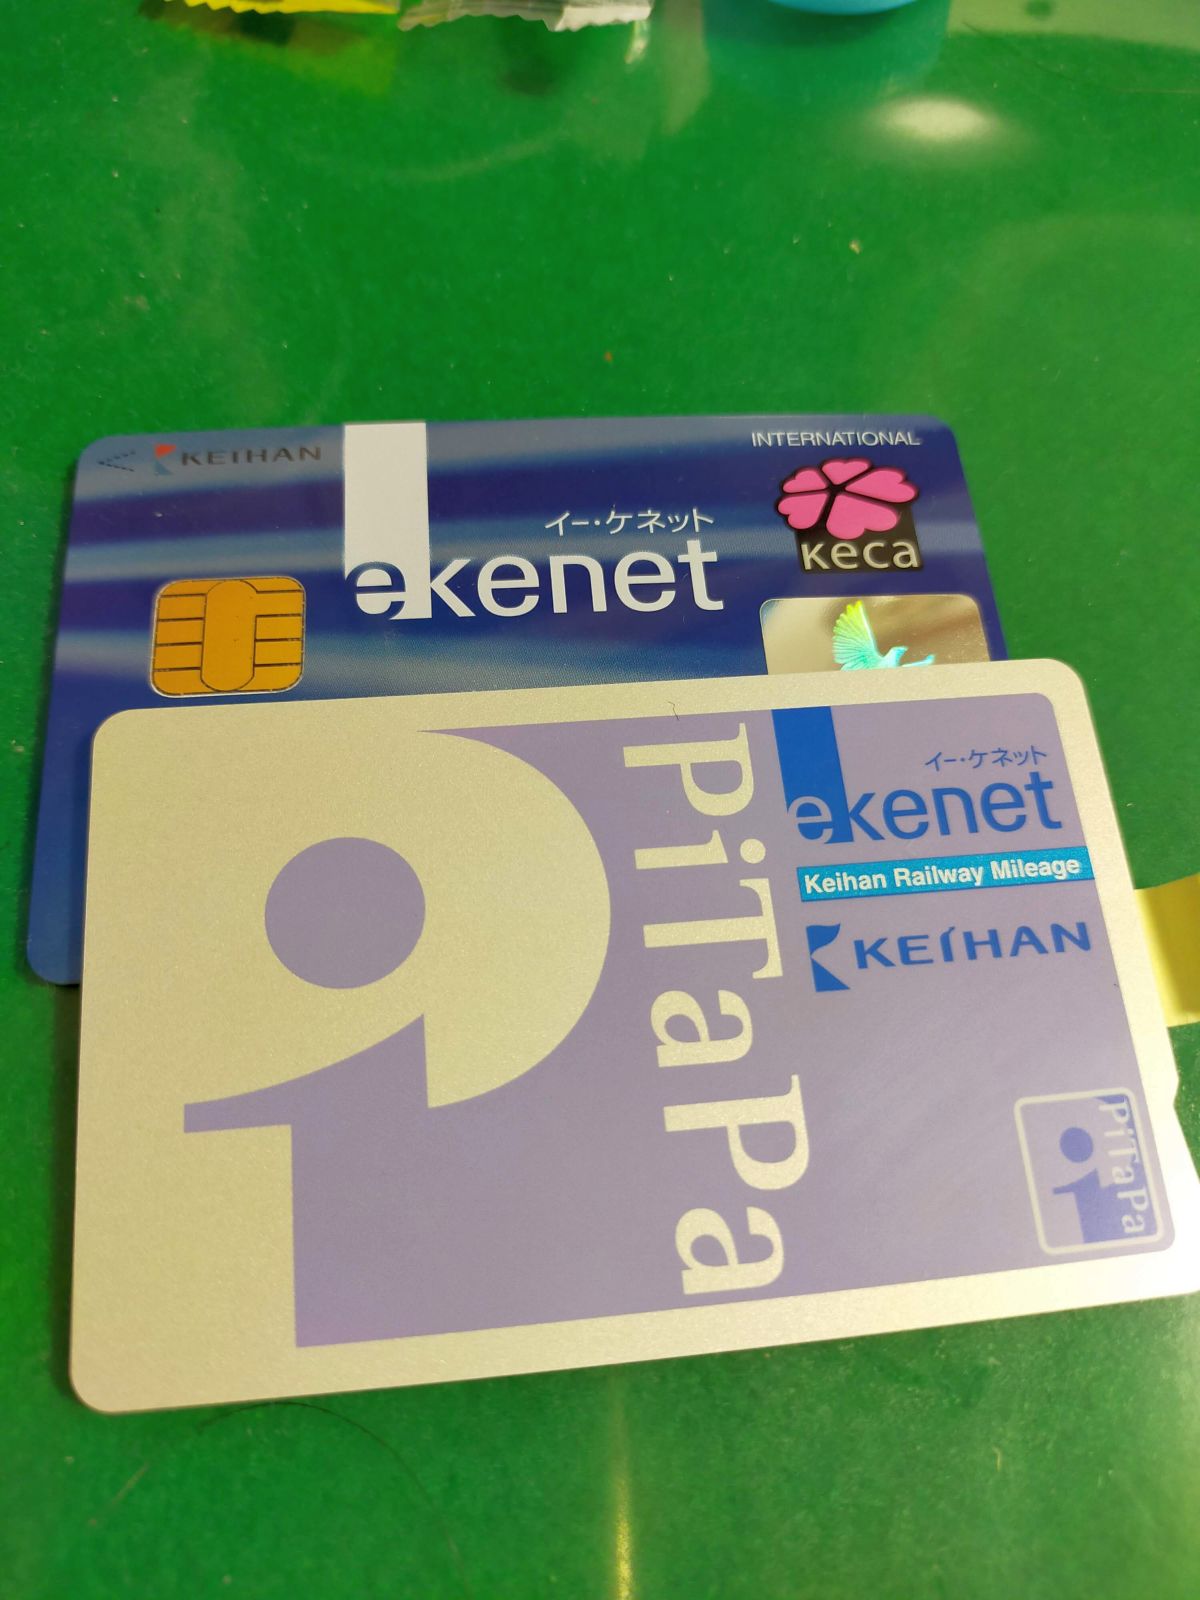 KEIHAN
INTERNATIONAL
イー・ケネット
ekenet
KeCa
PiTaPa
イー・ケネット
ekenet
Keihan Railway Mileage
KEIHAN
PiTaPa